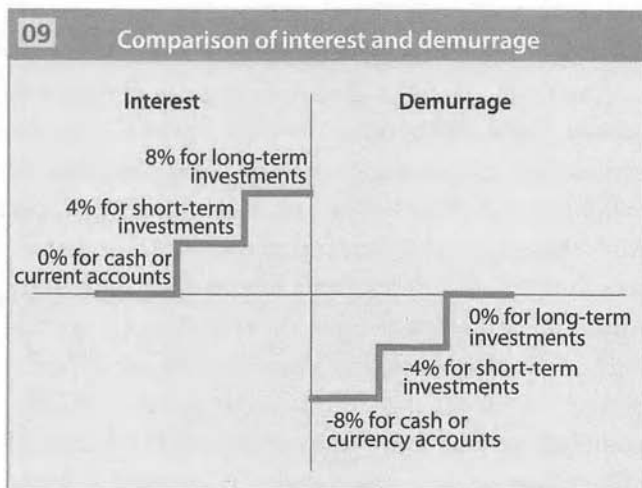 09
Comparison of interest and demurrage
Interest
8% for long-term
investments
4% for short-term
investments
0% for cash or
current accounts
Demurrage
0% for long-term
investments
-4% for short-term
investments
-8% for cash or
currency accounts